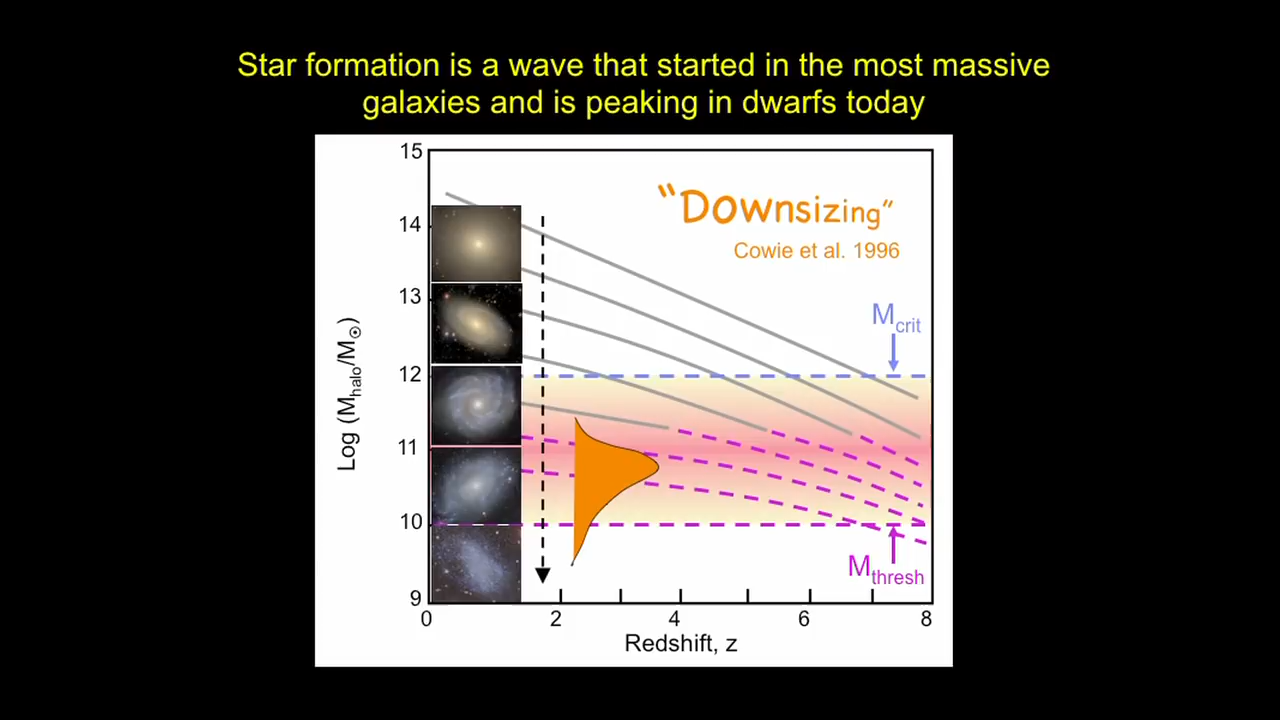 Star formation is a wave that started in the most massive
galaxies and is peaking in dwarfs today
15
14
13
12
11
10
9
Log (Mhalo/M☉)
"Downsizing"
Cowie et al. 1996
Mcrit
Mthresh
0 2 4 6 8
Redshift, z